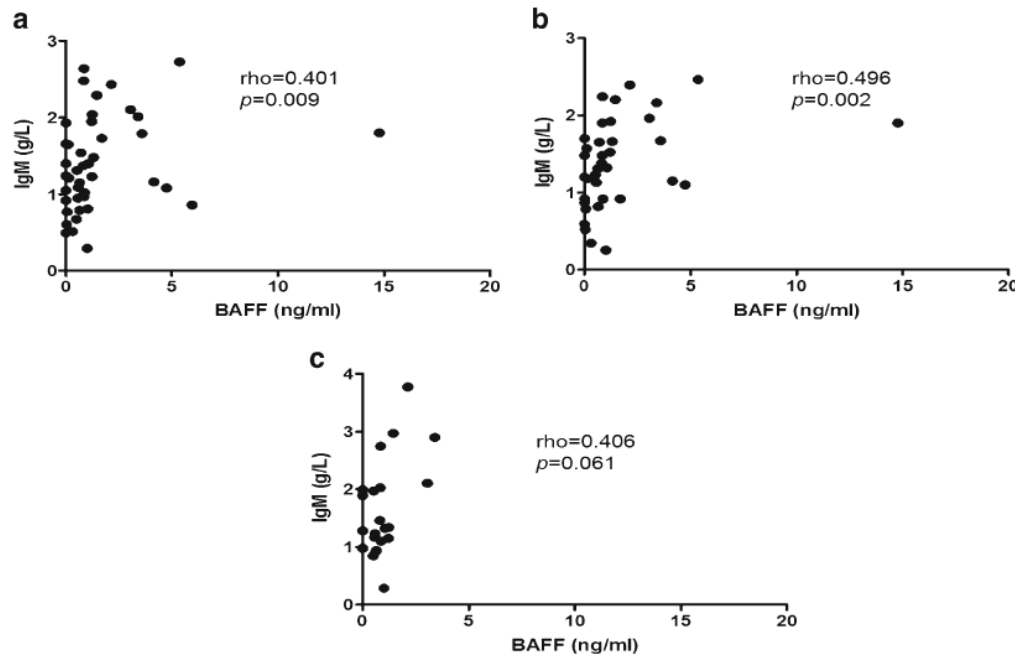 a
3
2
1
0
IgM (g/L)
rho=0.401
p=0.009
0 5 10 15 20
BAFF (ng/ml)
b
3
2
1
0
IgM (g/L)
rho=0.496
p=0.002
0 5 10 15 20
BAFF (ng/ml)
c
4
3
2
1
0
IgM (g/L)
rho=0.406
p=0.061
0 5 10 15 20
BAFF (ng/ml)